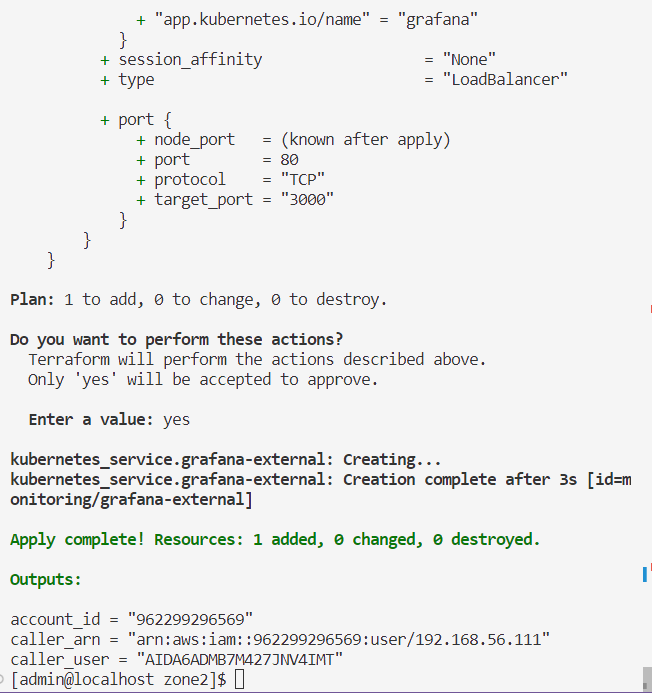 + "app.kubernetes.io/name" = "grafana"
}
+ session_affinity = "None"
+ type = "LoadBalancer"
+ port {
+ node_port = (known after apply)
+ port = 80
+ protocol = "TCP"
+ target_port = "3000"
}
}
}
Plan: 1 to add, 0 to change, 0 to destroy.
Do you want to perform these actions?
Terraform will perform the actions described above.
Only 'yes' will be accepted to approve.
Enter a value: yes
kubernetes_service.grafana-external: Creating...
kubernetes_service.grafana-external: Creation complete after 3s [id=m
onitoring/grafana-external]
Apply complete! Resources: 1 added, 0 changed, 0 destroyed.
Outputs:
account_id = "962299296569"
caller_arn = "arn:aws:iam::962299296569:user/192.168.56.111"
caller_user = "AIDA6ADMB7M427JNV4IMT"
[admin@localhost zone2]$